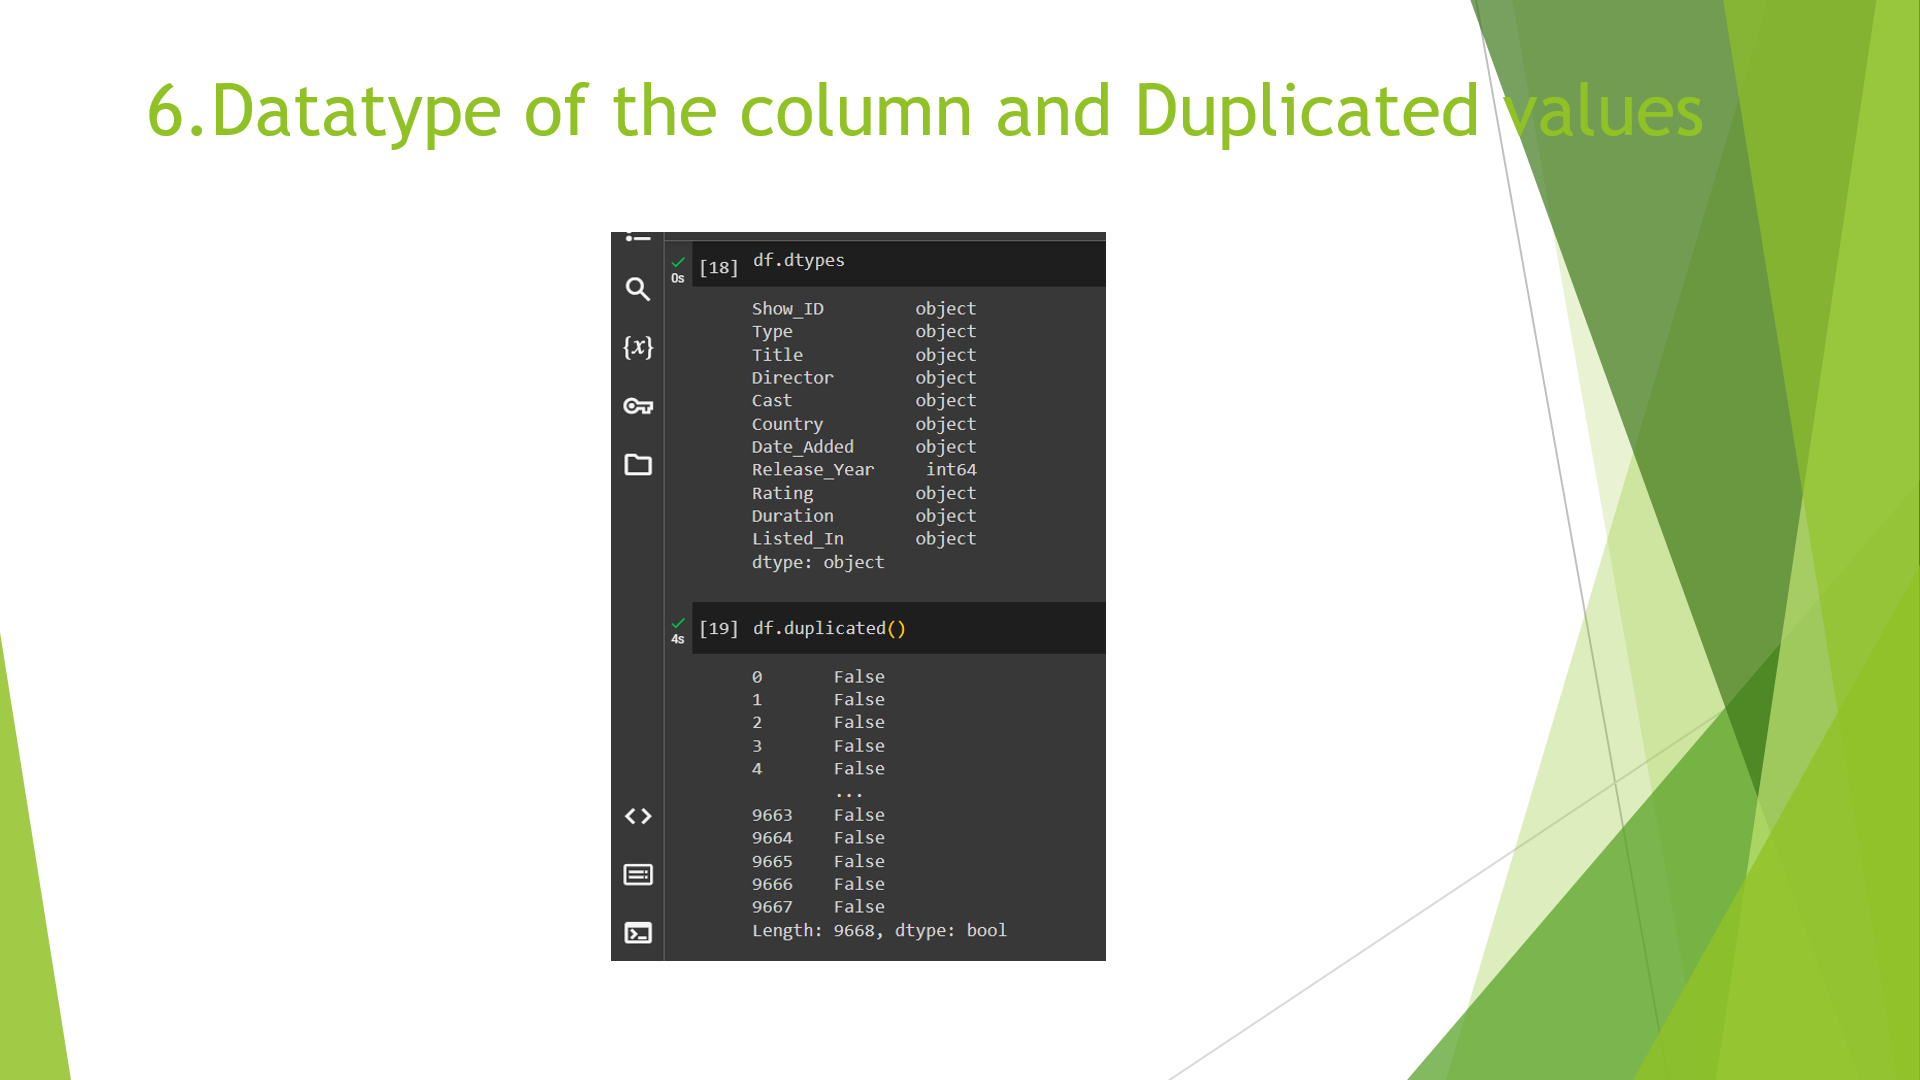 6.Datatype of the column and Duplicated values
{x}
0s
[18] df.dtypes
Show_ID object
Type object
Title object
Director object
Cast object
Country object
Date_Added object
Release_Year int64
Rating object
Duration object
Listed_In object
dtype: object
4s
[19] df.duplicated()
0 False
1 False
2 False
3 False
4 False
...
9663 False
9664 False
9665 False
9666 False
9667 False
Length: 9668, dtype: bool